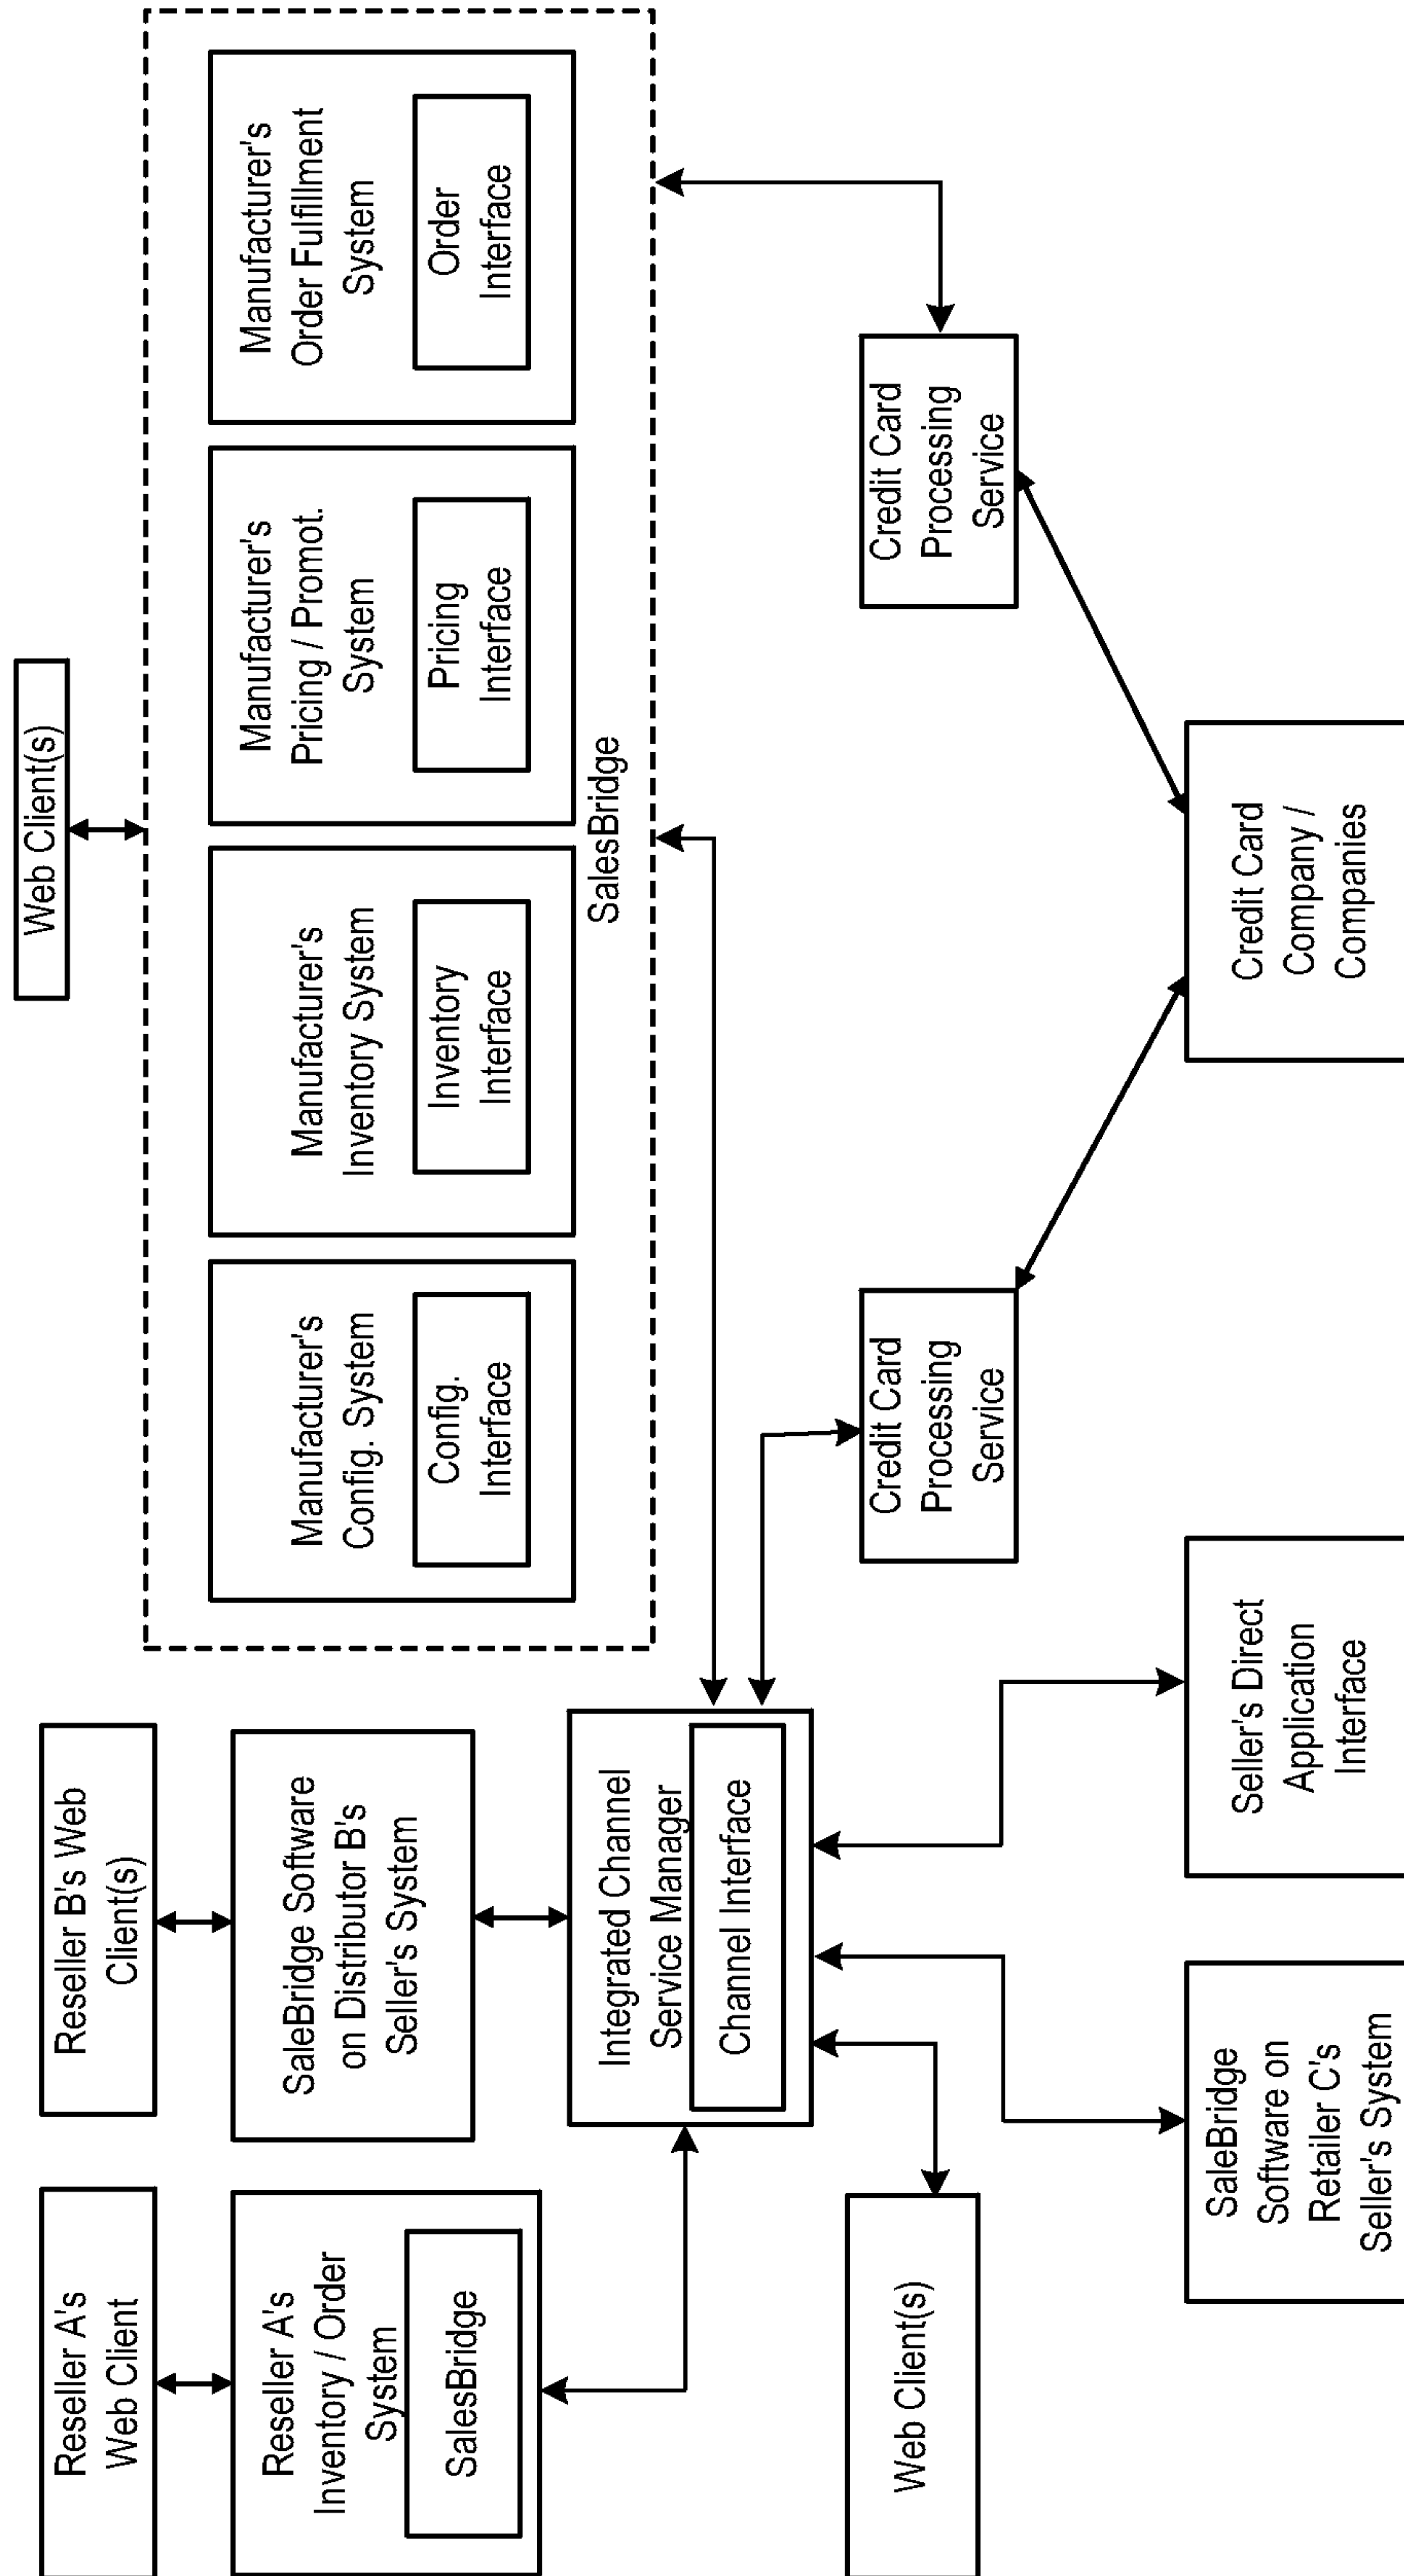 Reseller A's
Web Client
Reseller B's Web
Client(s)
Web Client(s)
Reseller A's
Inventory / Order
System
SalesBridge
SaleBridge Software
on Distributor B's
Seller's System
Manufacturer's
Config. System
Config.
Interface
Manufacturer's
Inventory System
Inventory
Interface
Manufacturer's
Pricing / Promot.
System
Pricing
Interface
Manufacturer's
Order Fulfillment
System
Order
Interface
SalesBridge
Integrated Channel
Service Manager
Channel Interface
Web Client(s)
Credit Card
Processing
Service
Credit Card
Processing
Service
SaleBridge
Software on
Retailer C's
Seller's System
Seller's Direct
Application
Interface
Credit Card
Company /
Companies